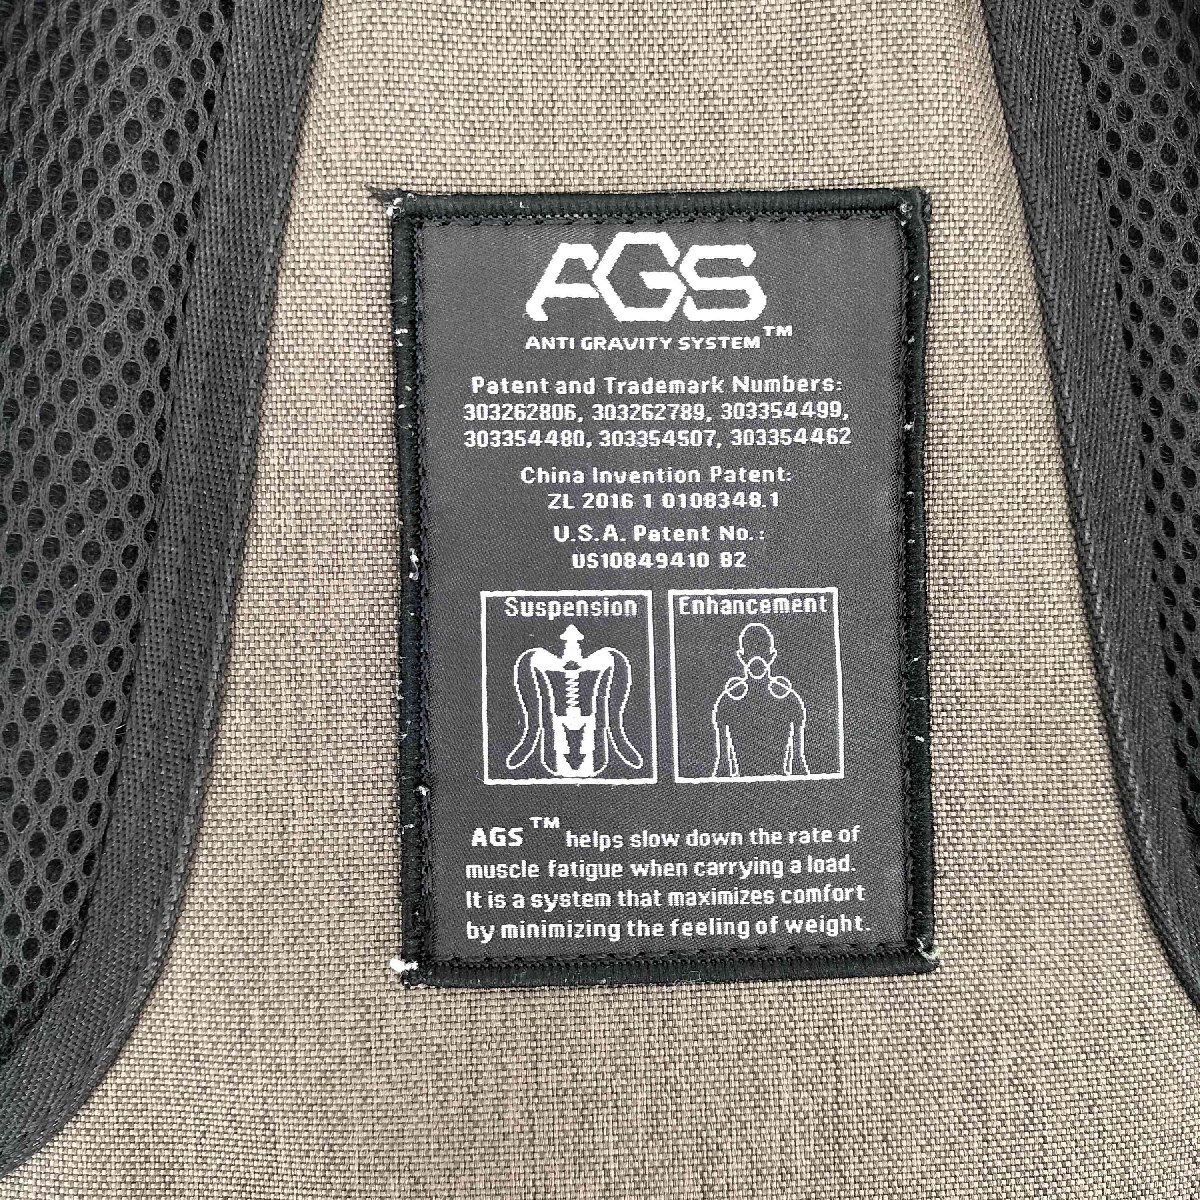 AGS
ANTI GRAVITY SYSTEM™
Patent and Trademark Numbers:
303262806, 303262789, 303354499,
303354480, 303354507, 303354462
China Invention Patent:
ZL 2016 1 0108348.1
U.S.A. Patent No.:
US10849410 B2
Suspension Enhancement
AGS™ helps slow down the rate of
muscle fatigue when carrying a load.
It is a system that maximizes comfort
by minimizing the feeling of weight.